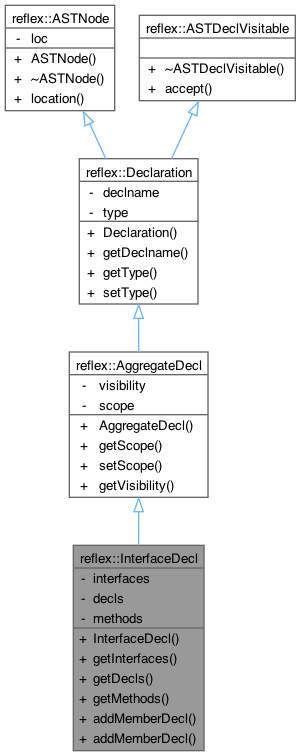 reflex::ASTNode
- loc
+ ASTNode()
+ ~ASTNode()
+ location()
reflex::ASTDeclVisitable
+ ~ASTDeclVisitable()
+ accept()
reflex::Declaration
- declname
- type
+ Declaration()
+ getDeclname()
+ getType()
+ setType()
reflex::AggregateDecl
- visibility
- scope
+ AggregateDecl()
+ getScope()
+ setScope()
+ getVisibility()
reflex::InterfaceDecl
- interfaces
- decls
- methods
+ InterfaceDecl()
+ getInterfaces()
+ getDecls()
+ getMethods()
+ addMemberDecl()
+ addMemberDecl()